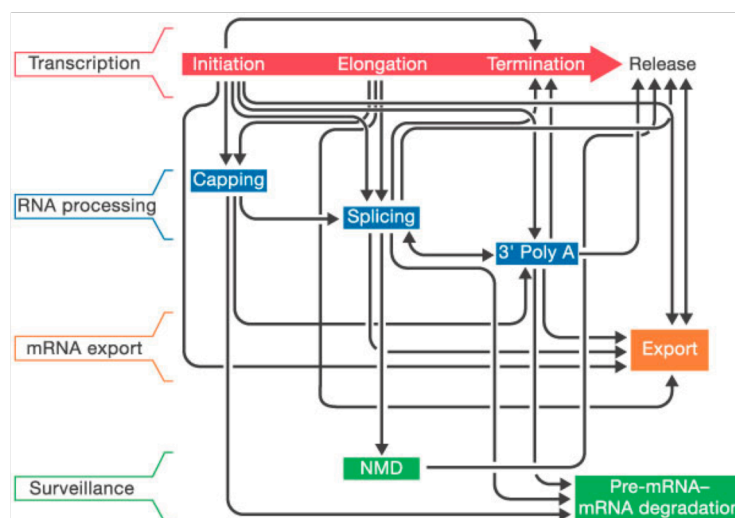 Transcription
Initiation
Elongation
Termination
Release
Capping
RNA processing
Splicing
3' Poly A
mRNA export
Export
NMD
Surveillance
Pre-mRNA–
mRNA degradation